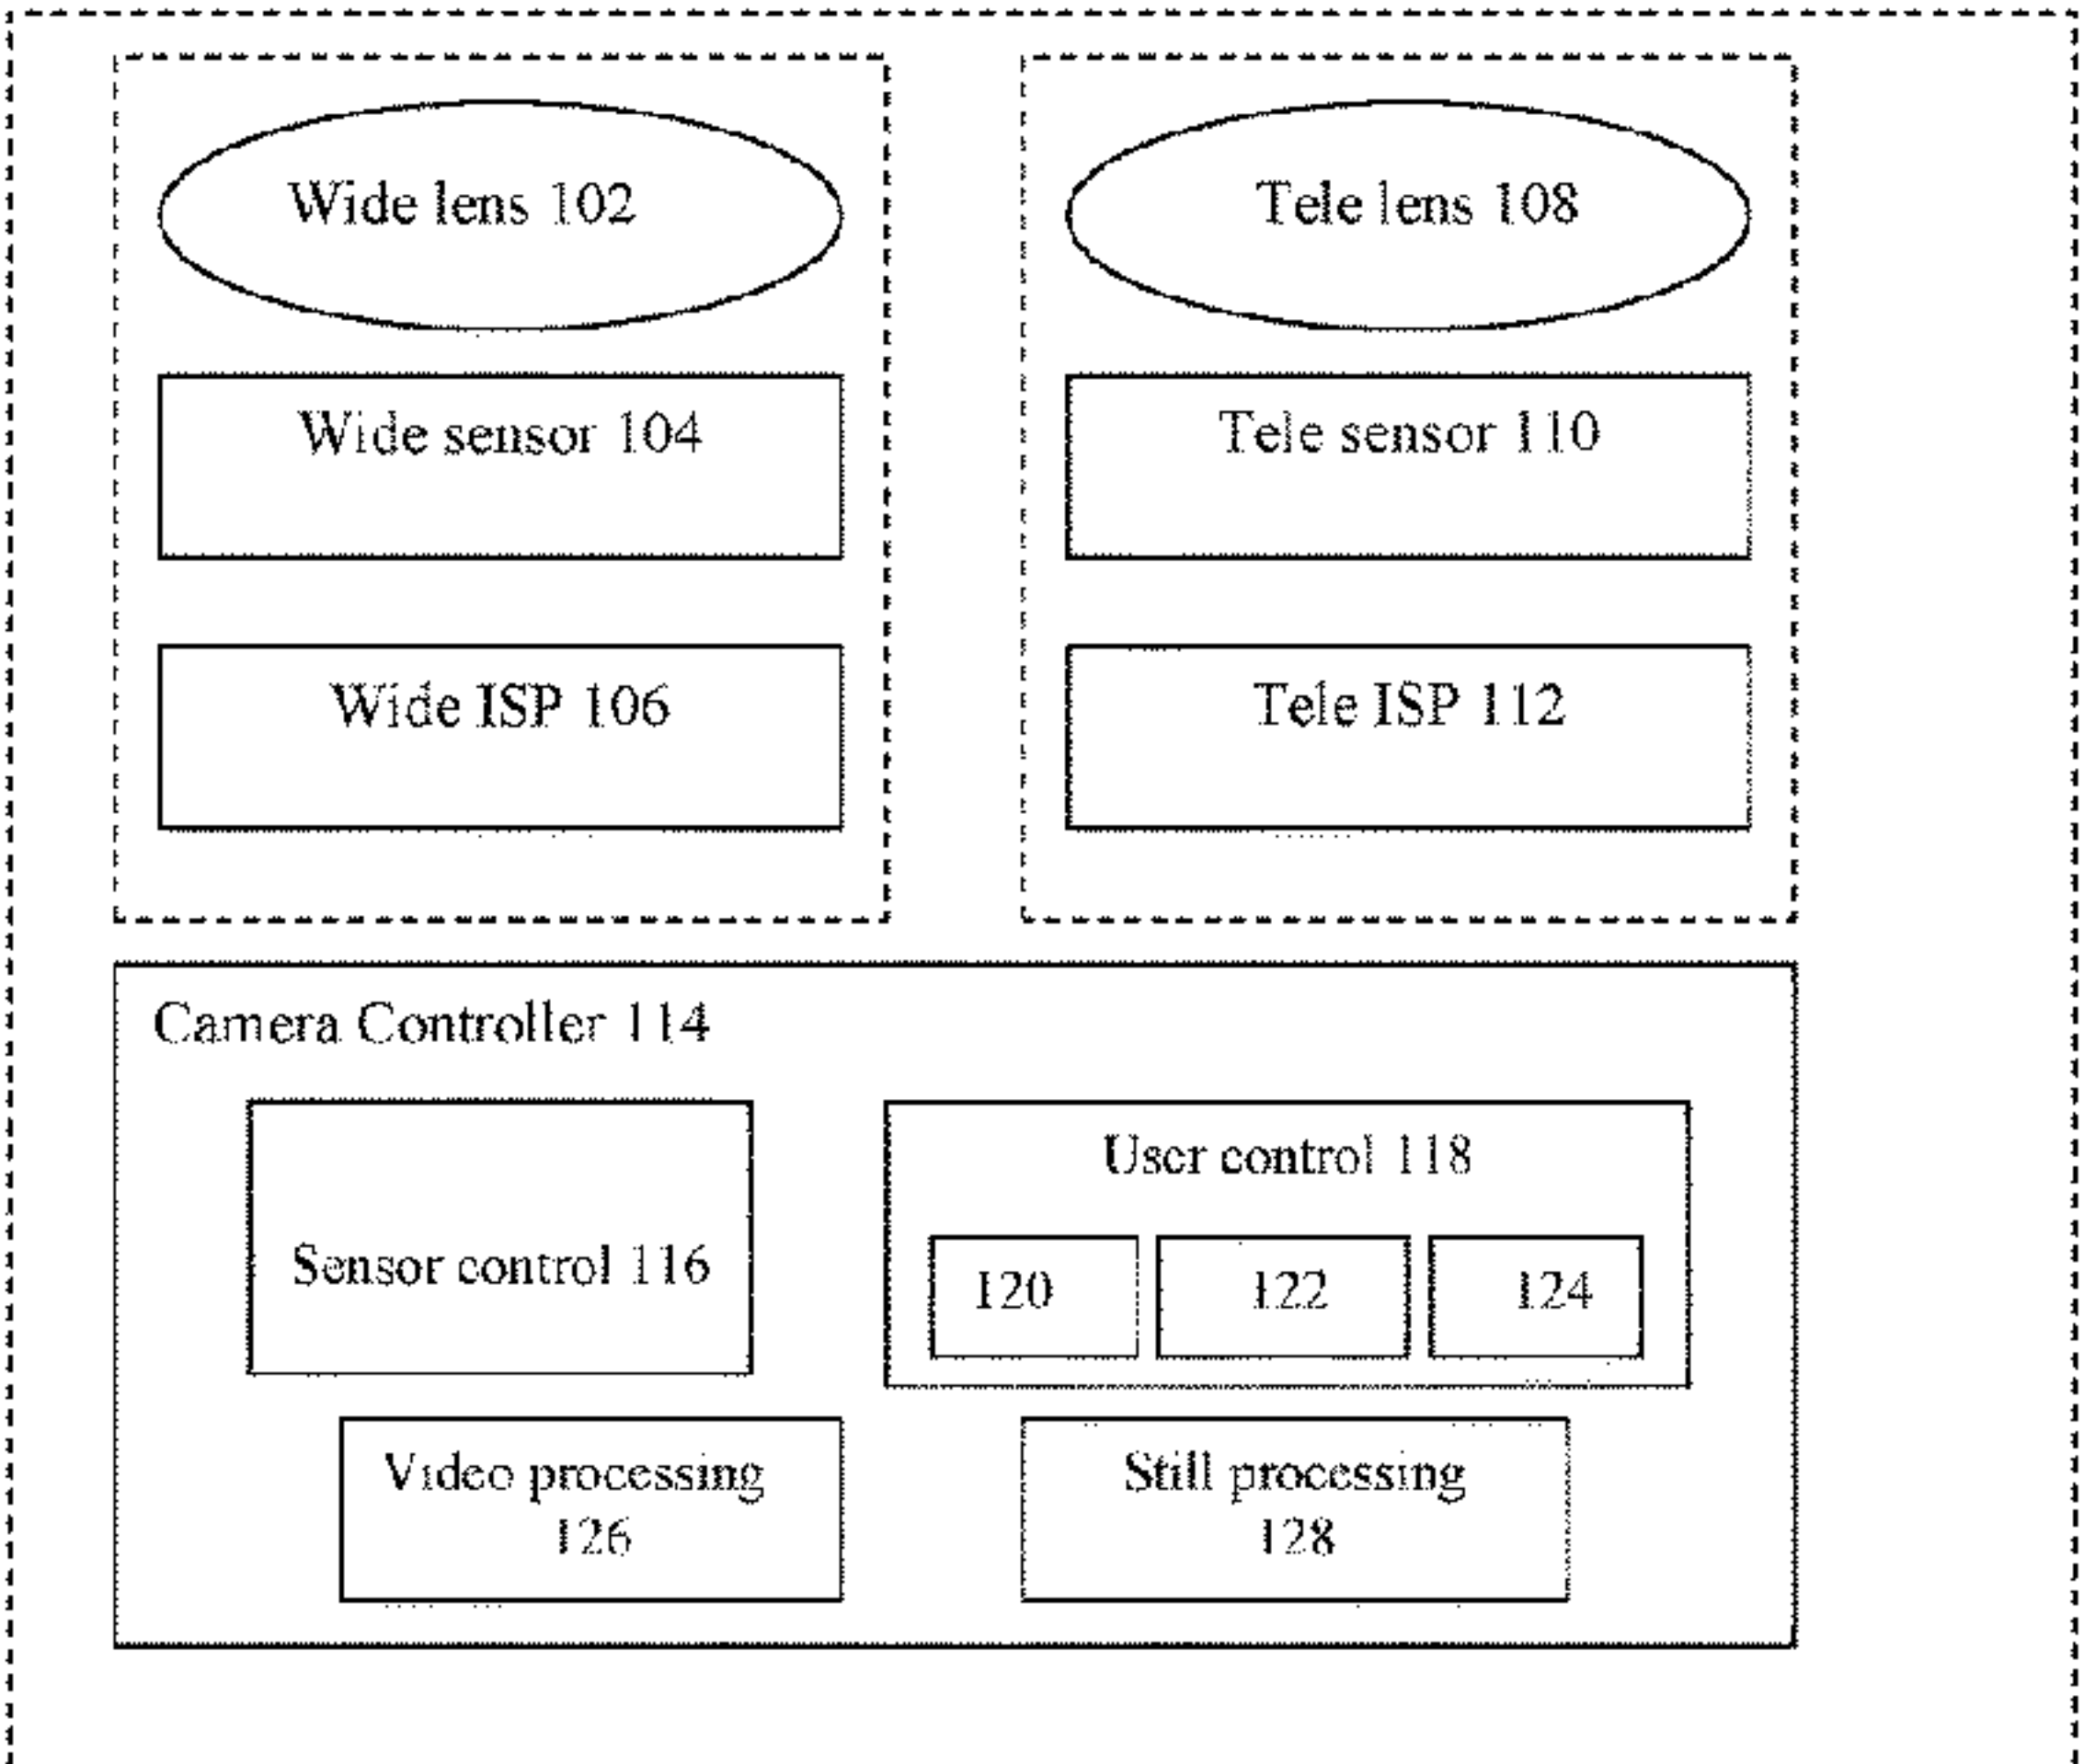 Wide lens 102
Tele lens 108
Wide sensor 104
Tele sensor 110
Wide ISP 106
Tele ISP 112
Camera Controller 114
Sensor control 116
User control 118
120
122
124
Video processing
126
Still processing
128